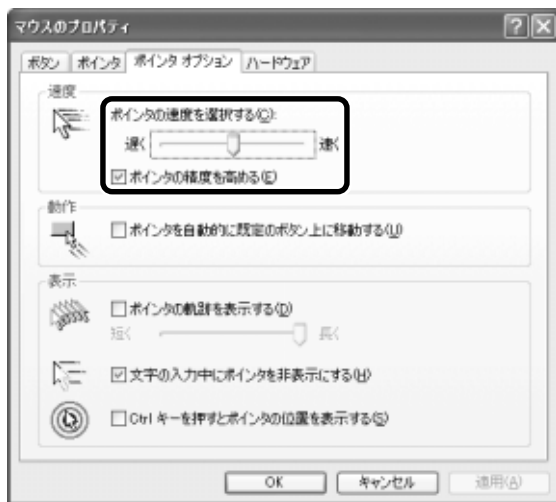 マウスのプロパティ
ボタン ポインタ ポインタ オプション ハードウェア
速度
ポインタの速度を選択する(C):
遅く 速く
ポインタの精度を高める(E)
動作
ポインタを自動的に既定のボタン上に移動する(U)
表示
ポインタの軌跡を表示する(D)
短く 長く
文字の入力中にポインタを非表示にする(H)
Ctrl キーを押すとポインタの位置を表示する(S)
OK キャンセル 適用(A)